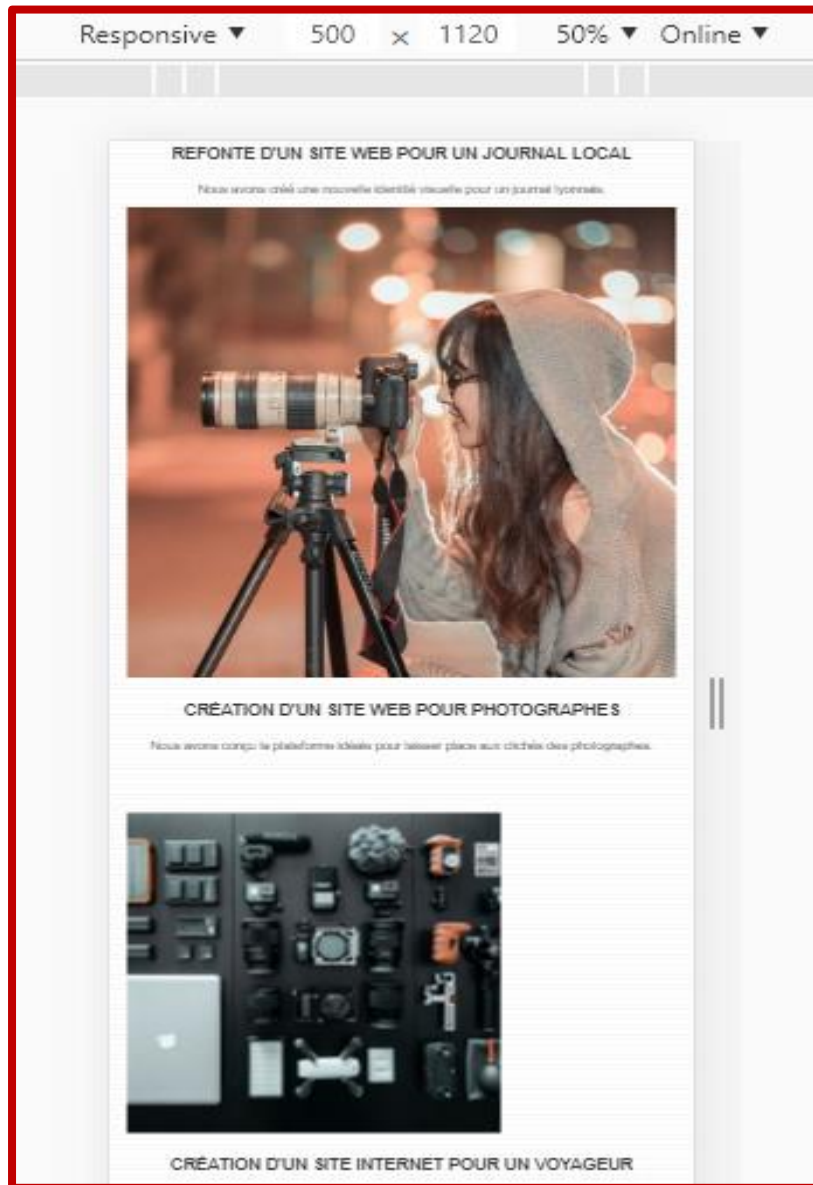 Responsive ▼ 500 × 1120 50% ▼ Online ▼
REFONTE D'UN SITE WEB POUR UN JOURNAL LOCAL
Nous avons créé une nouvelle identité visuelle pour un journal lyonnais.
CRÉATION D'UN SITE WEB POUR PHOTOGRAPHES
Nous avons conçu la plateforme idéale pour laisser place aux clichés des photographes.
CRÉATION D'UN SITE INTERNET POUR UN VOYAGEUR